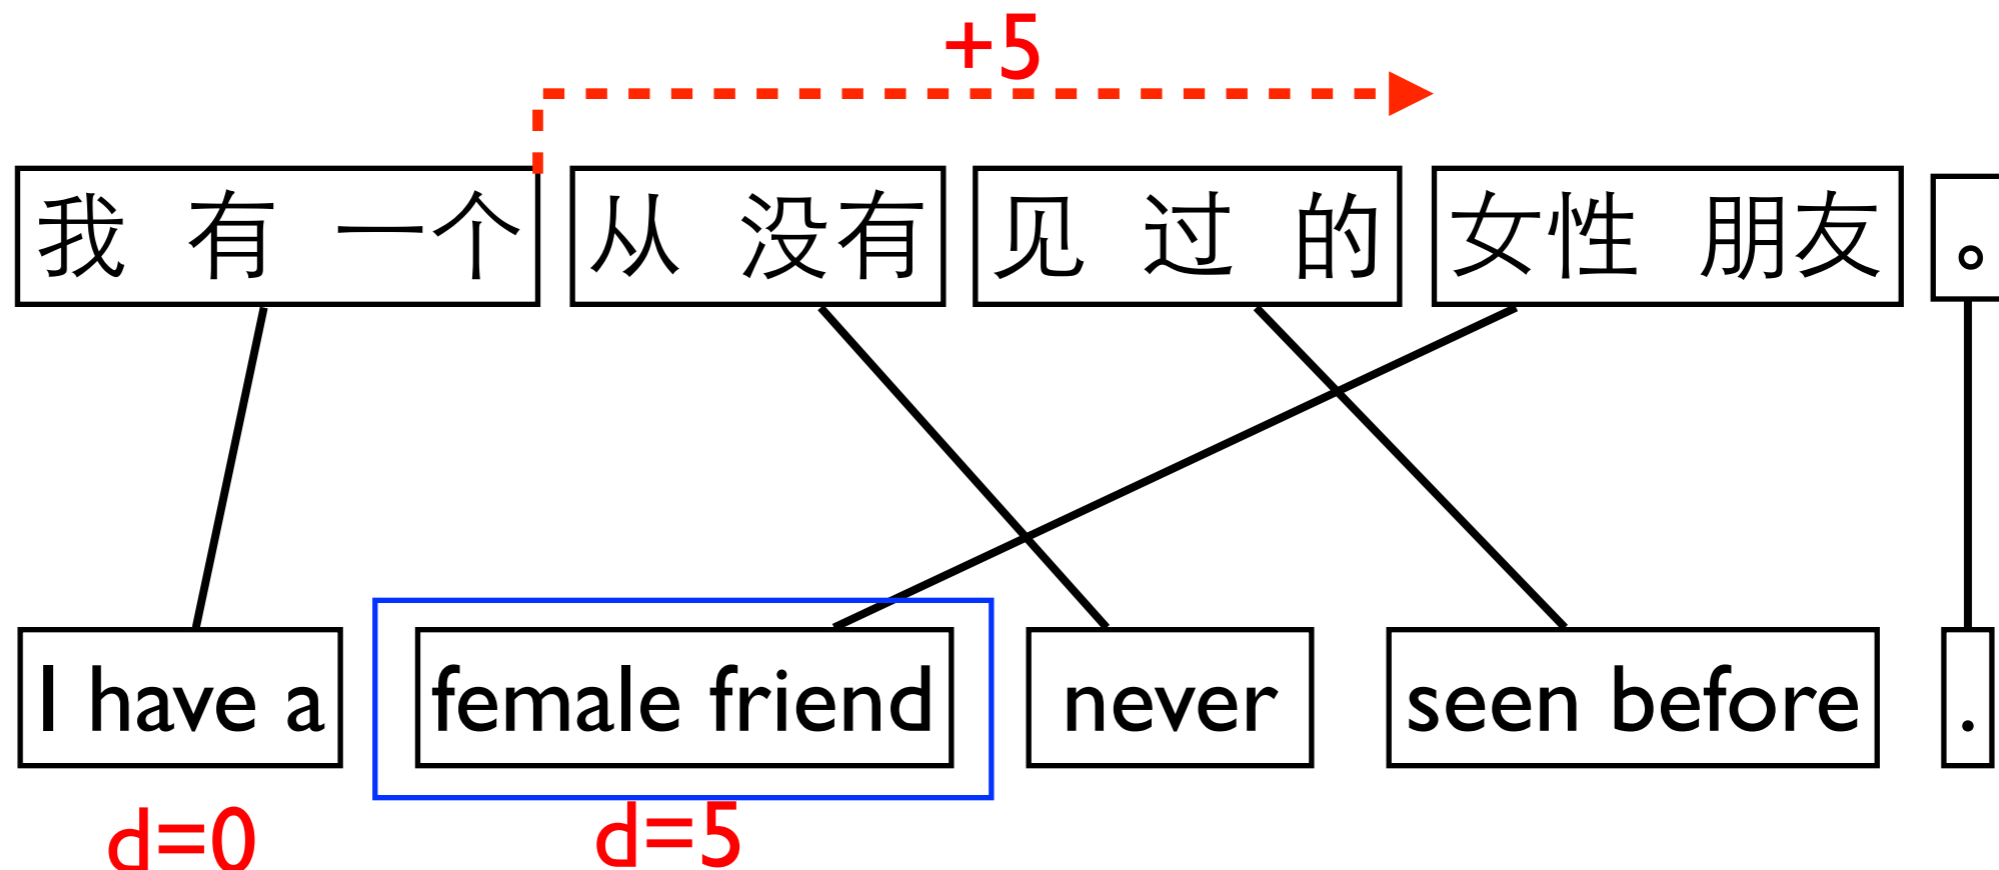 +5
我 有 一个 从 没有 见 过 的 女性 朋友 。
I have a female friend never seen before .
d=0 d=5